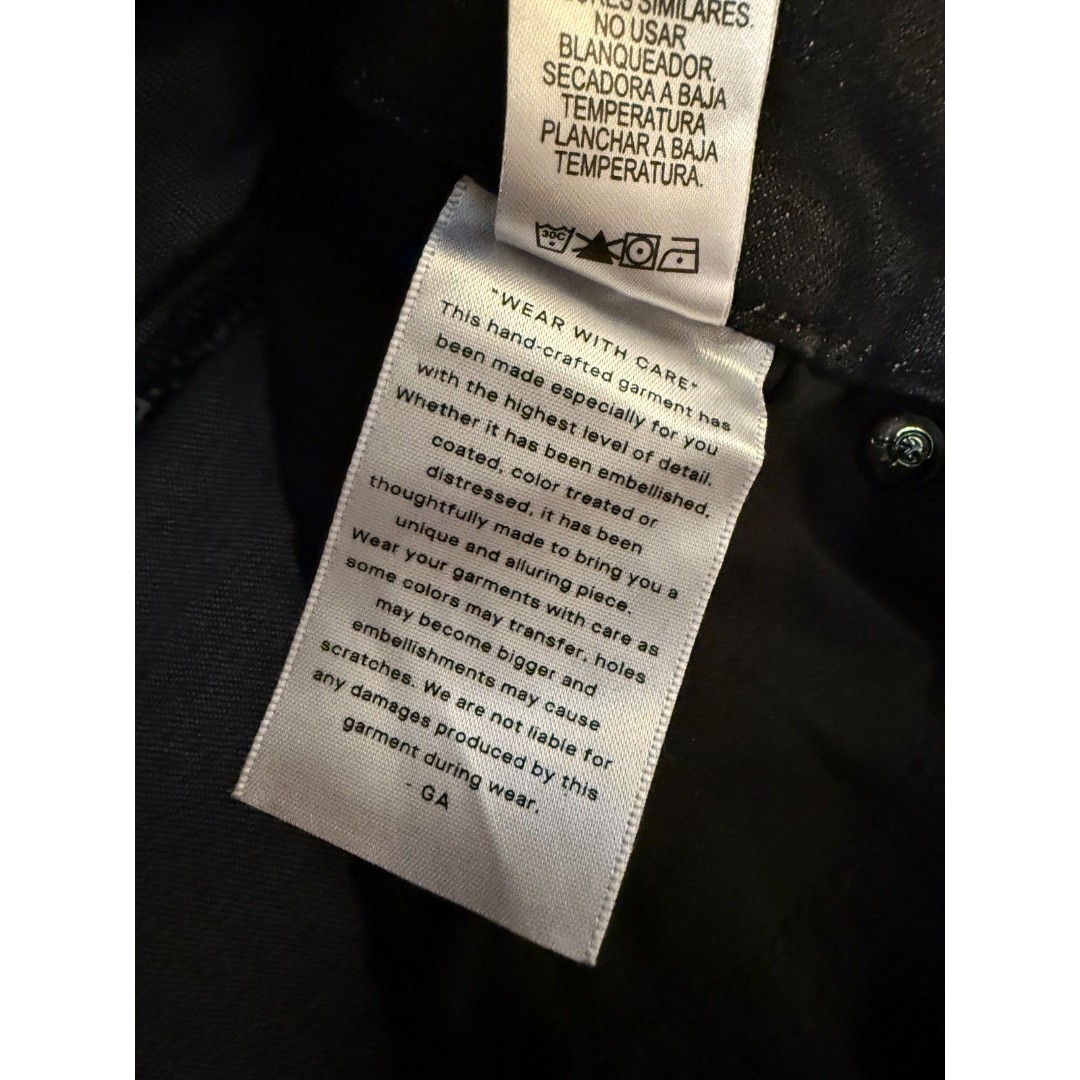 SIMILARES.
NO USAR
BLANQUEADOR.
SECADORA A BAJA
TEMPERATURA
PLANCHAR A BAJA
TEMPERATURA.
30C
"WEAR WITH CARE"
This hand-crafted garment has
been made especially for you
with the highest level of detail.
Whether it has been embellished,
coated, color treated or
distressed, it has been
thoughtfully made to bring you a
unique and alluring piece.
Wear your garments with care as
some colors may transfer, holes
may become bigger and
embellishments may cause
scratches. We are not liable for
any damages produced by this
garment during wear.
- GA